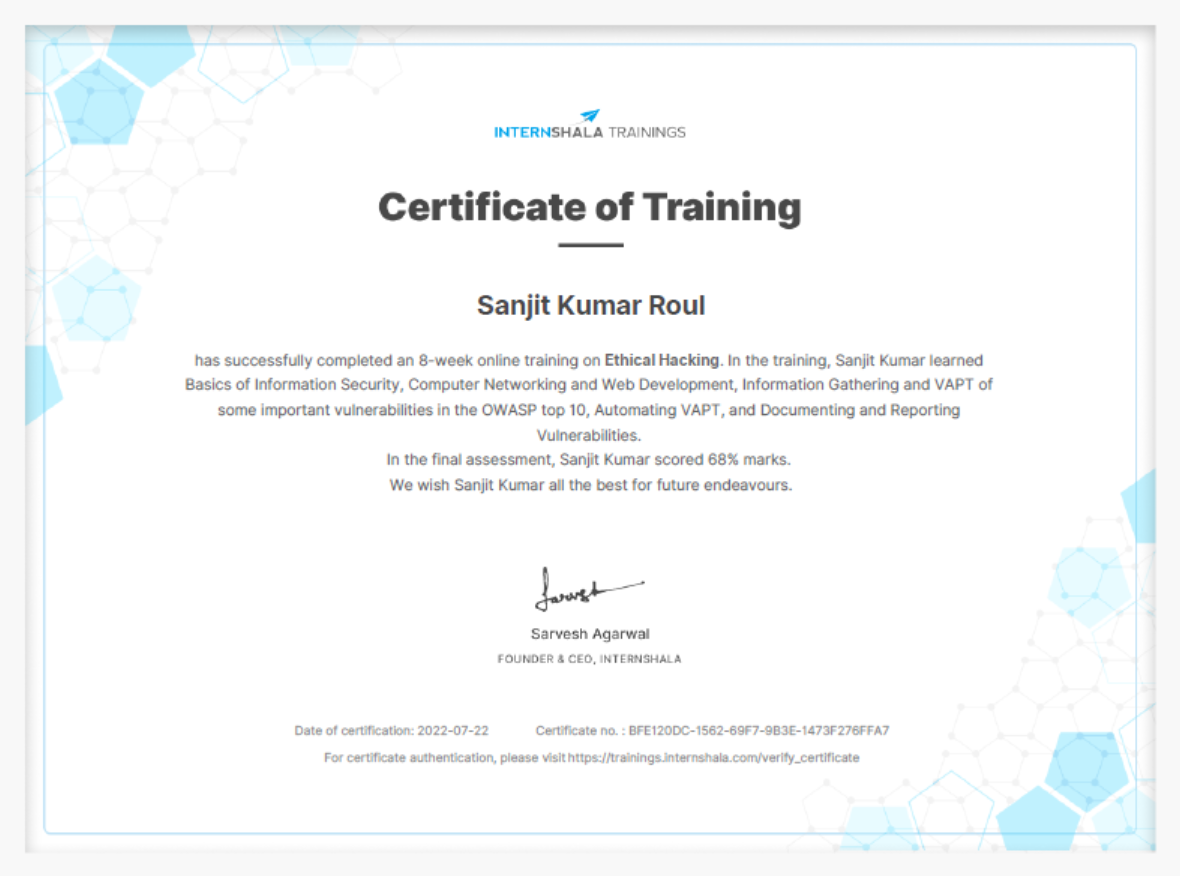 INTERNSHALA TRAININGS
Certificate of Training
Sanjit Kumar Roul
has successfully completed an 8-week online training on Ethical Hacking. In the training, Sanjit Kumar learned
Basics of Information Security, Computer Networking and Web Development, Information Gathering and VAPT of
some important vulnerabilities in the OWASP top 10, Automating VAPT, and Documenting and Reporting
Vulnerabilities.
In the final assessment, Sanjit Kumar scored 68% marks.
We wish Sanjit Kumar all the best for future endeavours.
Sarvesh
Sarvesh Agarwal
FOUNDER & CEO, INTERNSHALA
Date of certification: 2022-07-22 Certificate no. : BFE120DC-1562-69F7-9B3E-1473F276FFA7
For certificate authentication, please visit https://trainings.internshala.com/verify_certificate